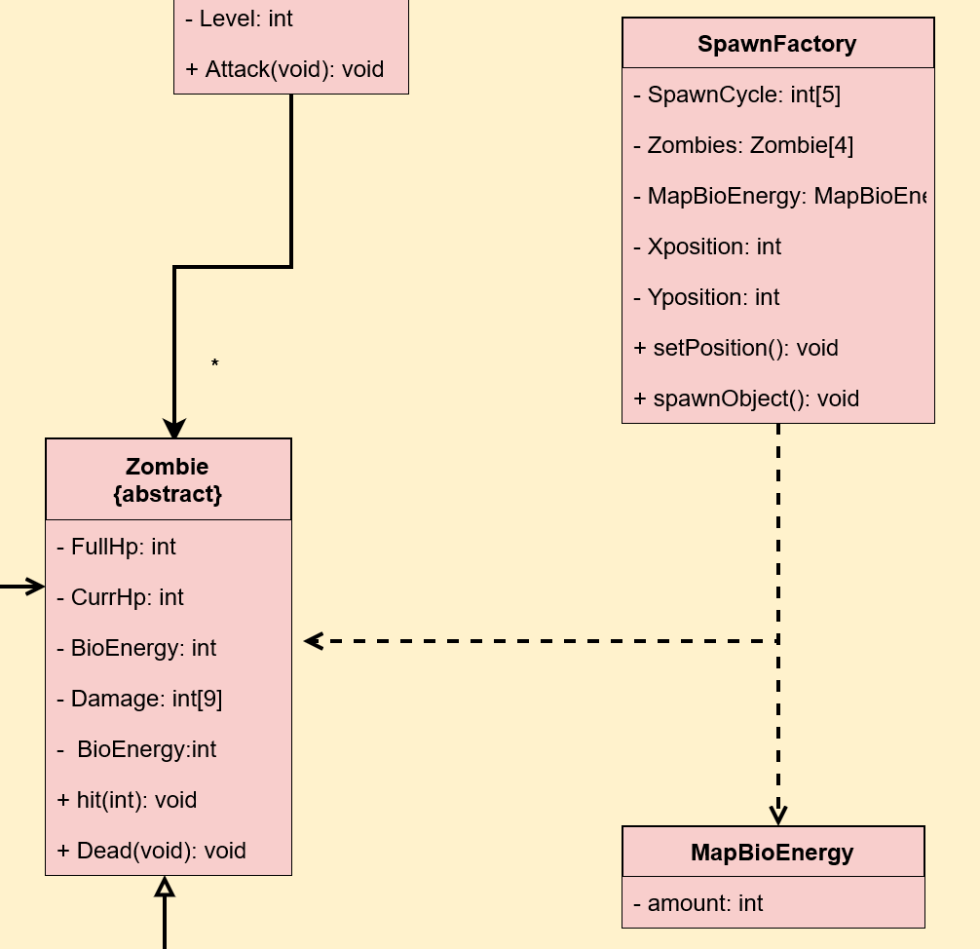 - Level: int
+ Attack(void): void
*
Zombie
{abstract}
- FullHp: int
- CurrHp: int
- BioEnergy: int
- Damage: int[9]
-  BioEnergy:int
+ hit(int): void
+ Dead(void): void
SpawnFactory
- SpawnCycle: int[5]
- Zombies: Zombie[4]
- MapBioEnergy: MapBioEne
- Xposition: int
- Yposition: int
+ setPosition(): void
+ spawnObject(): void
MapBioEnergy
- amount: int